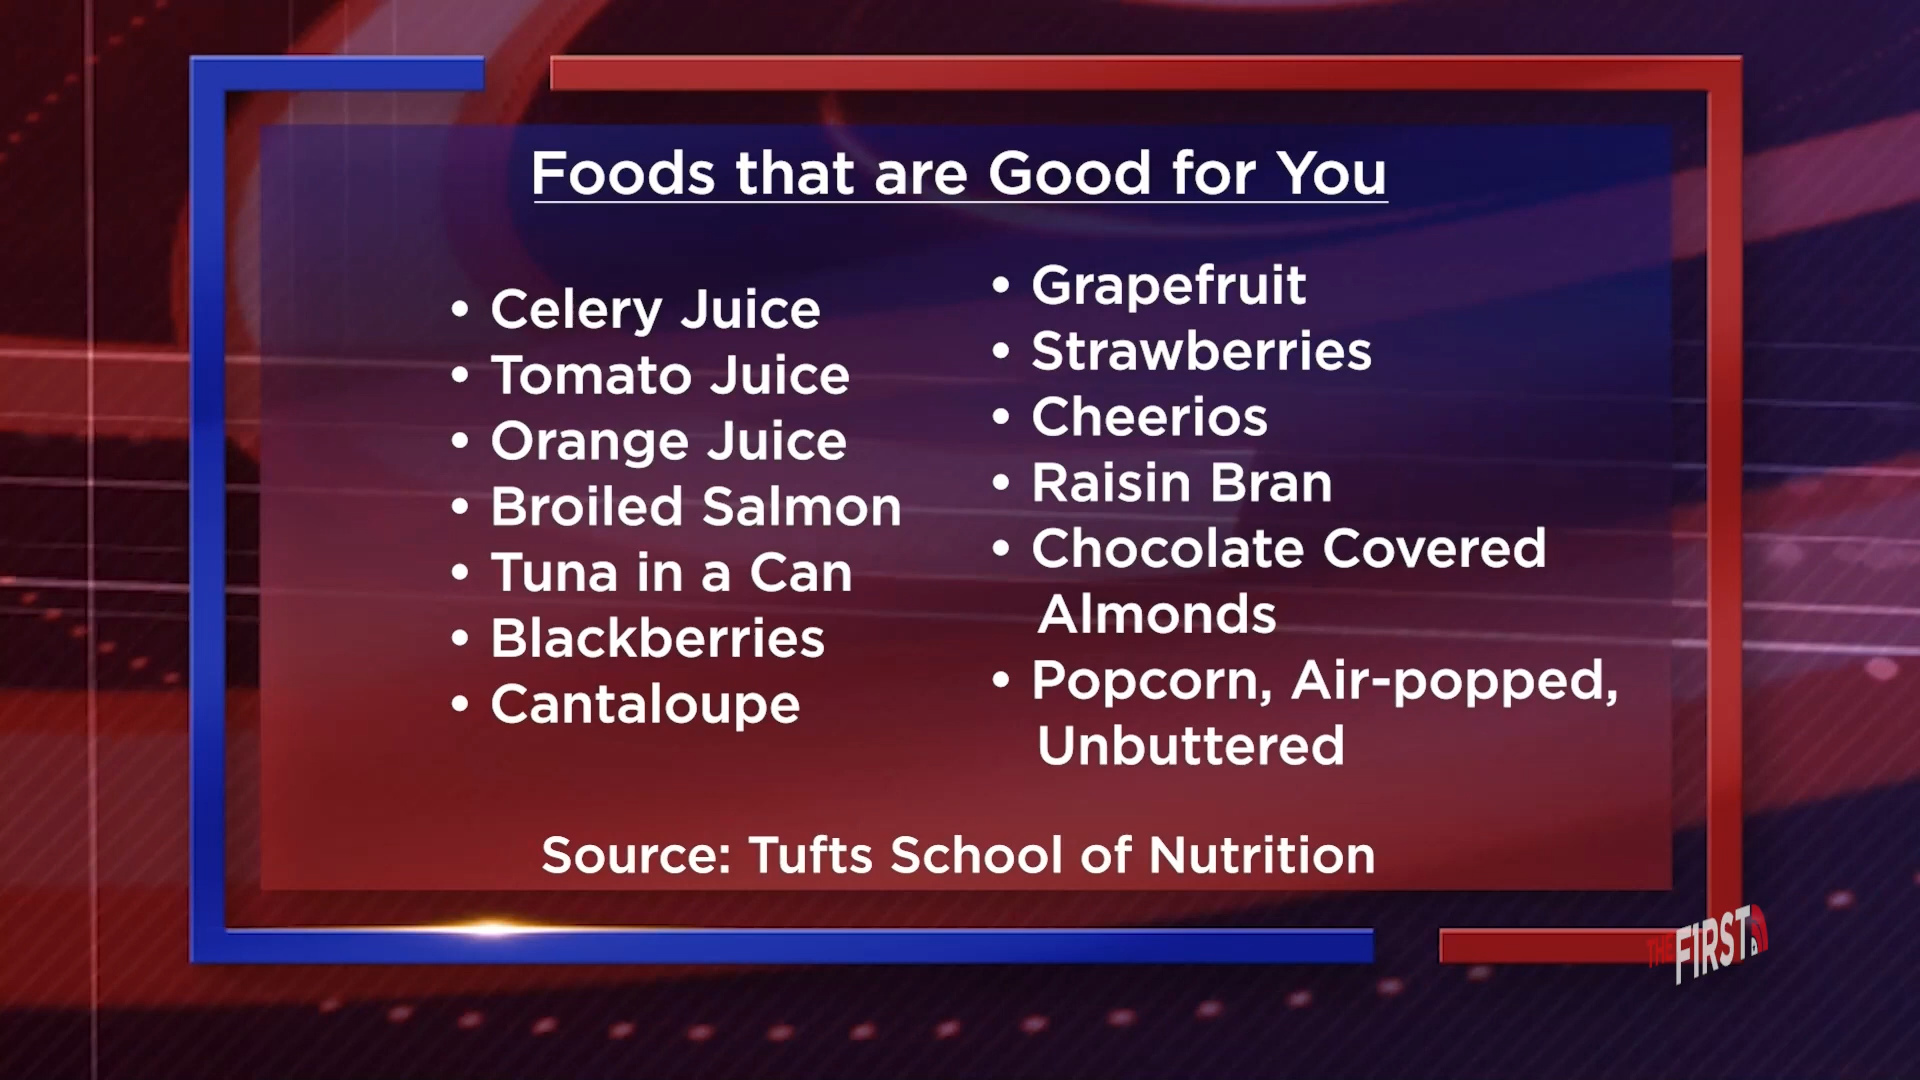 Foods that are Good for You
• Celery Juice
• Tomato Juice
• Orange Juice
• Broiled Salmon
• Tuna in a Can
• Blackberries
• Cantaloupe
• Grapefruit
• Strawberries
• Cheerios
• Raisin Bran
• Chocolate Covered
Almonds
• Popcorn, Air-popped,
Unbuttered
Source: Tufts School of Nutrition
THE FIRST